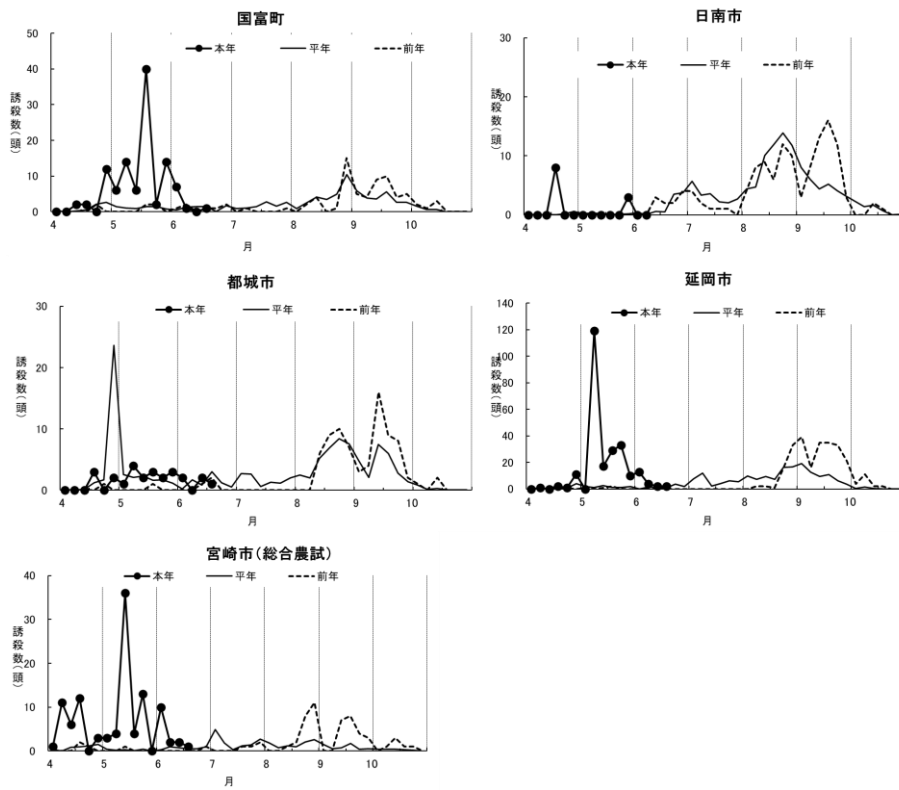 国富町
本年 平年 前年
誘殺数(頭)
50
40
30
20
10
0
4 5 6 7 8 9 10
月
日南市
本年 平年 前年
誘殺数(頭)
30
20
10
0
4 5 6 7 8 9 10
月
都城市
本年 平年 前年
誘殺数(頭)
30
20
10
0
4 5 6 7 8 9 10
月
延岡市
本年 平年 前年
誘殺数(頭)
140
120
100
80
60
40
20
0
4 5 6 7 8 9 10
月
宮崎市(総合農試)
本年 平年 前年
誘殺数(頭)
40
30
20
10
0
4 5 6 7 8 9 10
月